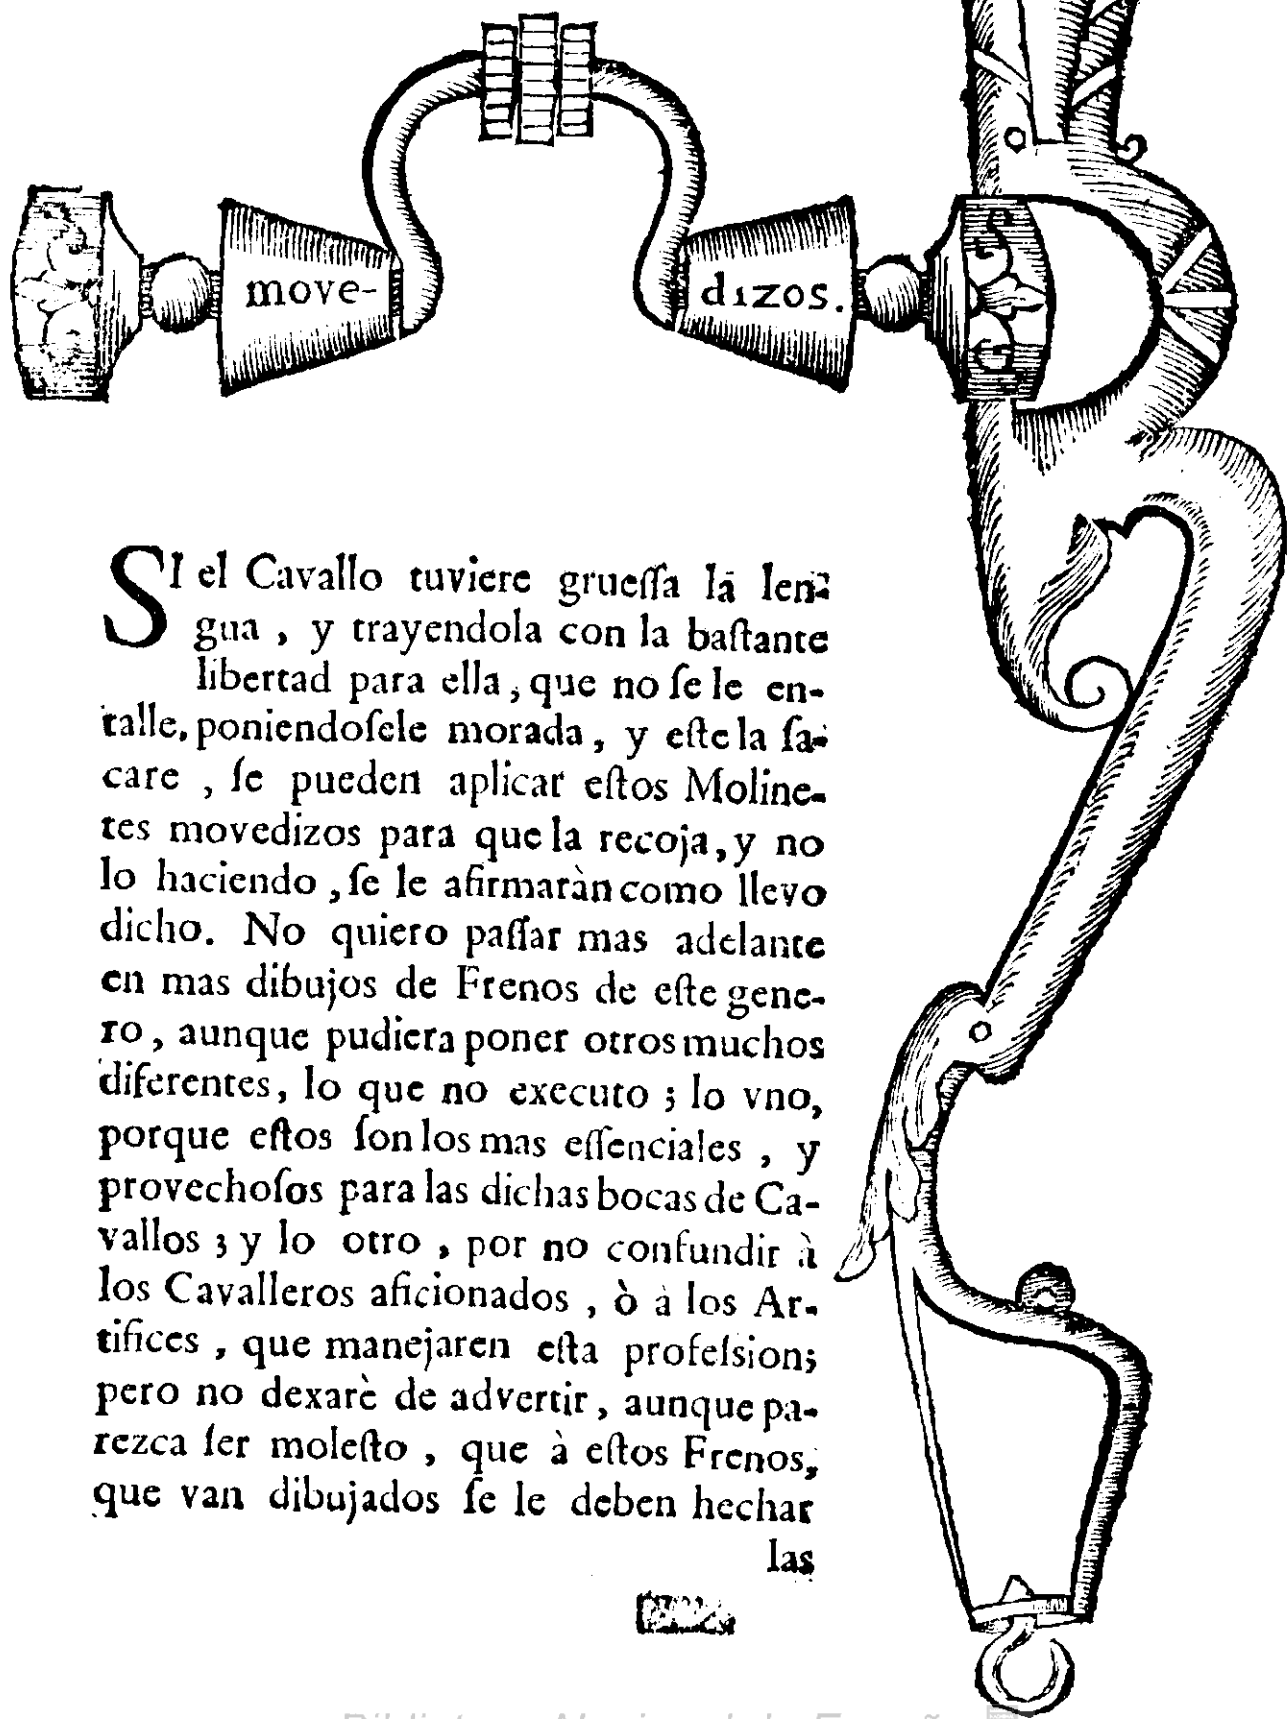 move-
dizos.
SI el Cavallo tuviere grueſſa la len-
gua , y trayendola con la baſtante
libertad para ella, que no ſe le en-
talle, poniendoſele morada , y eſte la ſa-
care , ſe pueden aplicar eſtos Moline-
tes movedizos para que la recoja, y no
lo haciendo , ſe le afirmaràn como llevo
dicho. No quiero paſſar mas adelante
en mas dibujos de Frenos de eſte gene-
ro , aunque pudiera poner otros muchos
diferentes, lo que no executo ; lo vno,
porque eſtos ſon los mas eſſenciales , y
provechoſos para las dichas bocas de Ca-
vallos ; y lo otro , por no confundir à
los Cavalleros aficionados , ò à los Ar-
tifices , que manejaren eſta profeſsion;
pero no dexarè de advertir , aunque pa-
rezca ſer moleſto , que à eſtos Frenos,
que van dibujados ſe le deben hechar
las